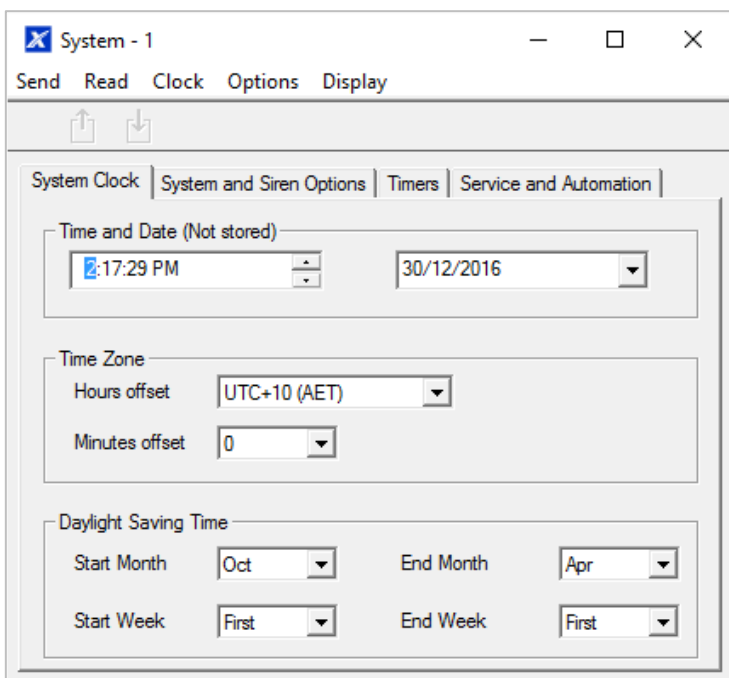 System - 1
Send Read Clock Options Display
System Clock System and Siren Options Timers Service and Automation
Time and Date (Not stored)
2:17:29 PM 30/12/2016
Time Zone
Hours offset UTC+10 (AET)
Minutes offset 0
Daylight Saving Time
Start Month Oct End Month Apr
Start Week First End Week First